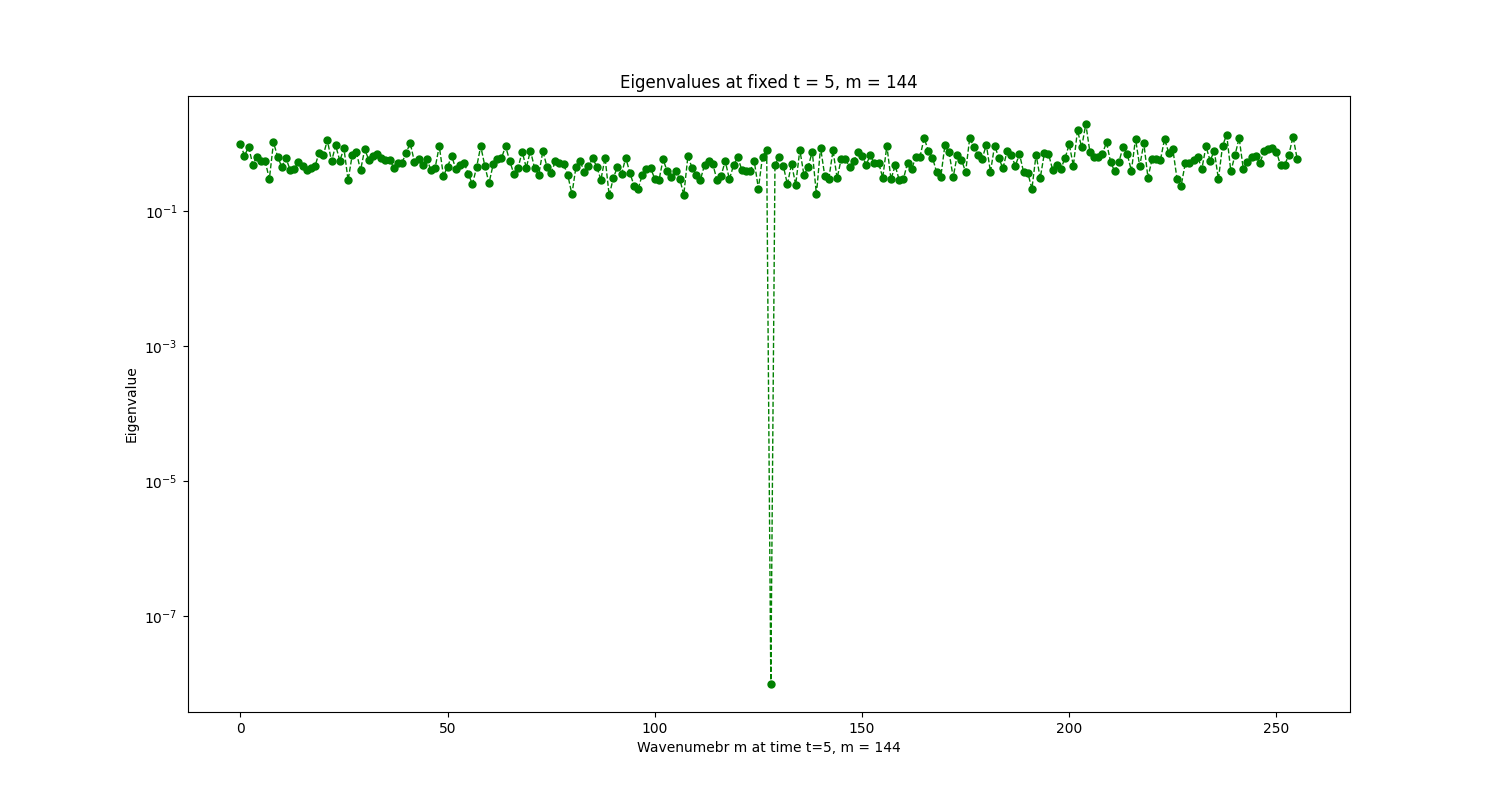 Eigenvalues at fixed t = 5, m = 144
Eigenvalue
10⁻¹
10⁻³
10⁻⁵
10⁻⁷
0 50 100 150 200 250
Wavenumebr m at time t=5, m = 144